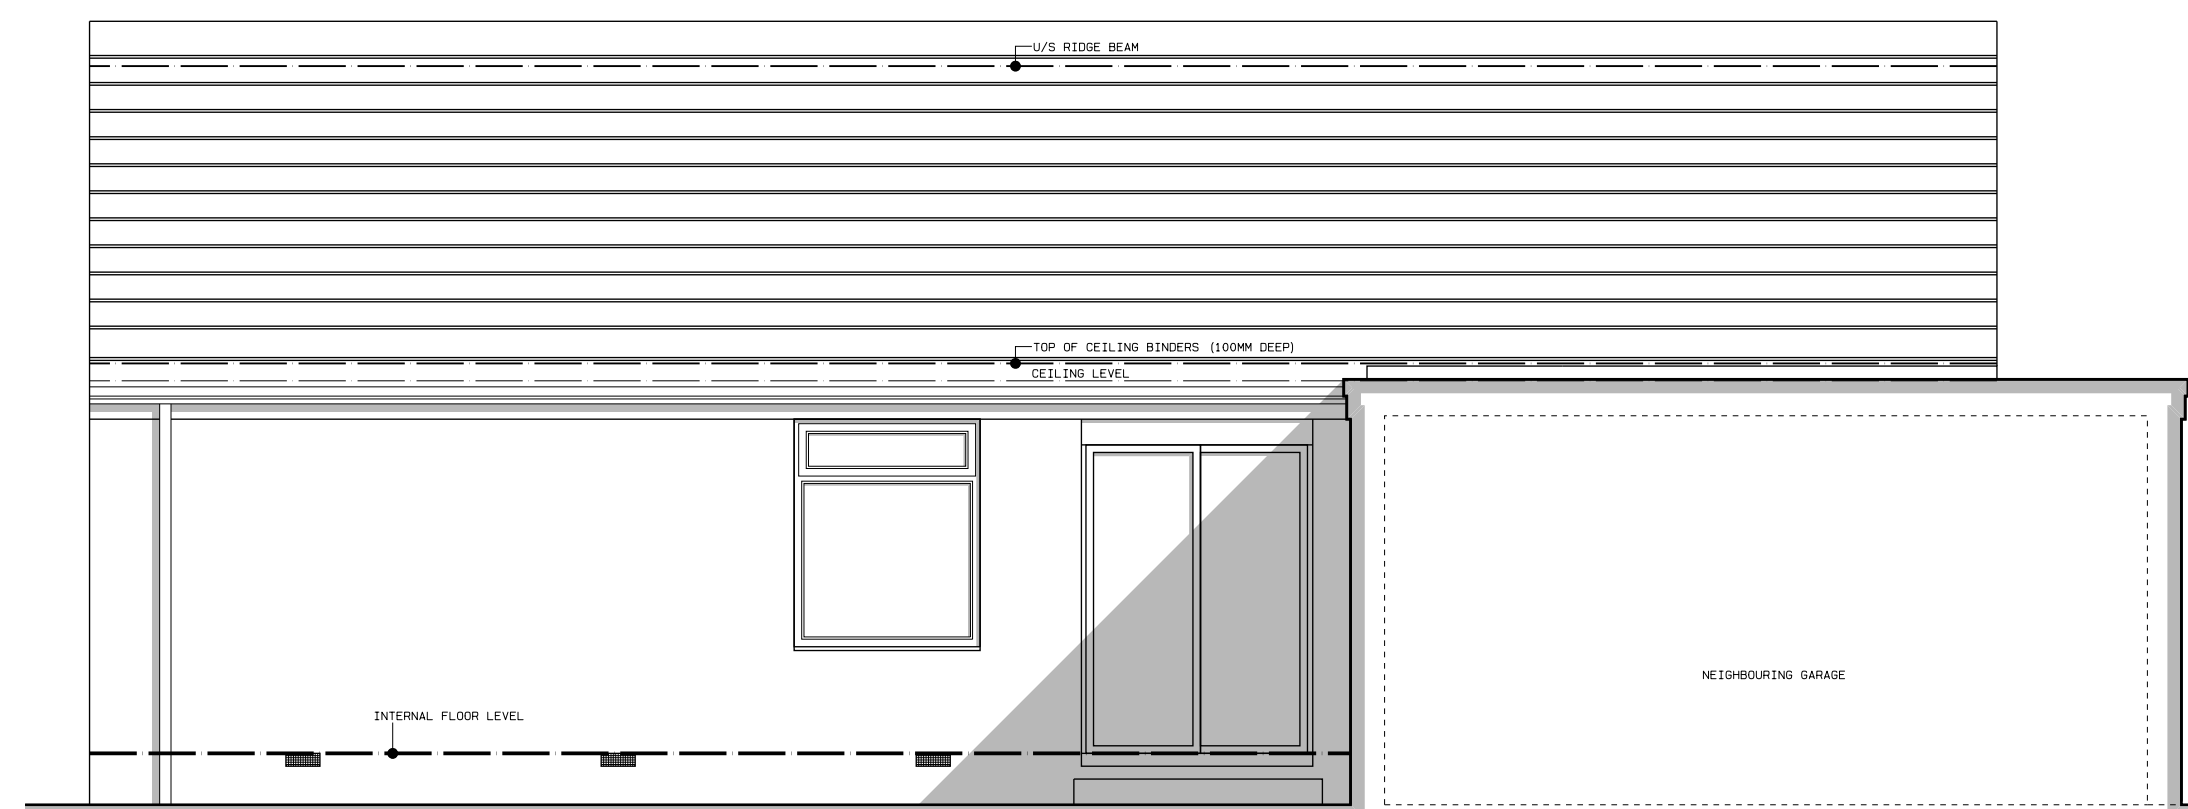 U/S RIDGE BEAM
TOP OF CEILING BINDERS (100MM DEEP)
CEILING LEVEL
NEIGHBOURING GARAGE
INTERNAL FLOOR LEVEL